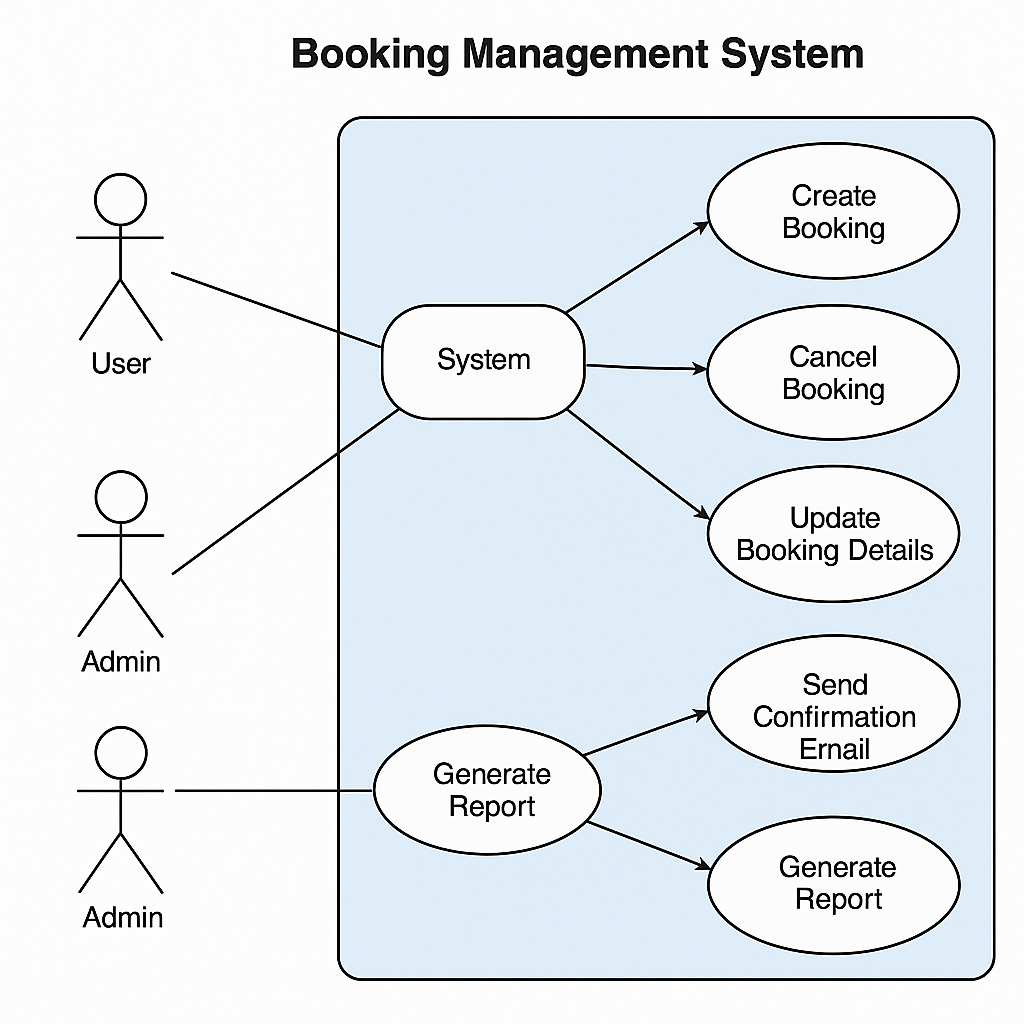 Booking Management System
User
Admin
Admin
System
Generate
Report
Create
Booking
Cancel
Booking
Update
Booking Details
Send
Confirmation
Ernail
Generate
Report